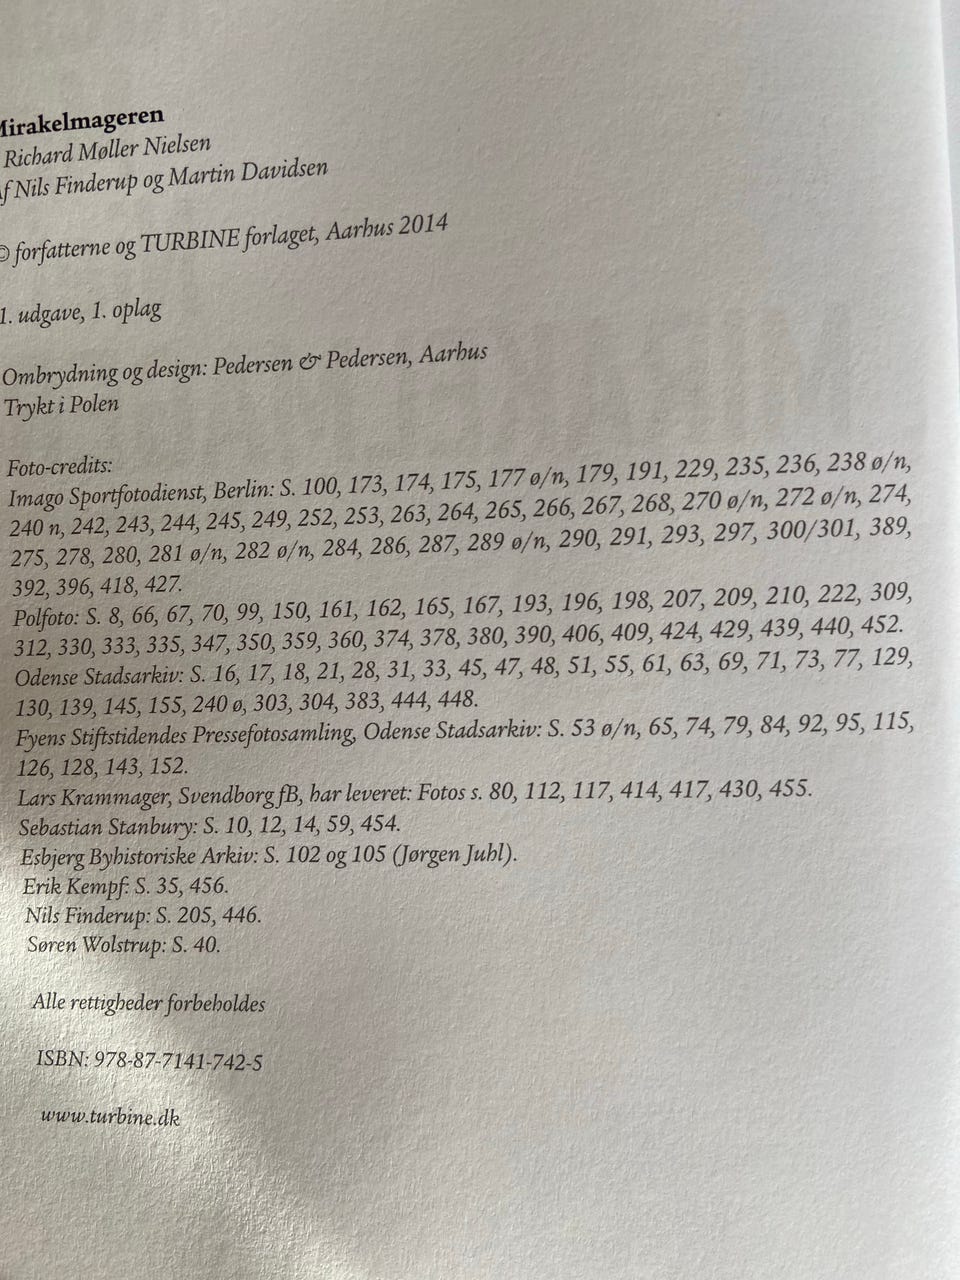 Mirakelmageren
Richard Møller Nielsen
Af Nils Finderup og Martin Davidsen
© forfatterne og TURBINE forlaget, Aarhus 2014
1. udgave, 1. oplag
Ombrydning og design: Pedersen & Pedersen, Aarhus
Trykt i Polen
Foto-credits:
Imago Sportfotodienst, Berlin: S. 100, 173, 174, 175, 177 ø/n, 179, 191, 229, 235, 236, 238 ø/n,
240 n, 242, 243, 244, 245, 249, 252, 253, 263, 264, 265, 266, 267, 268, 270 ø/n, 272 ø/n, 274,
275, 278, 280, 281 ø/n, 282 ø/n, 284, 286, 287, 289 ø/n, 290, 291, 293, 297, 300/301, 389,
392, 396, 418, 427.
Polfoto: S. 8, 66, 67, 70, 99, 150, 161, 162, 165, 167, 193, 196, 198, 207, 209, 210, 222, 309,
312, 330, 333, 335, 347, 350, 359, 360, 374, 378, 380, 390, 406, 409, 424, 429, 439, 440, 452.
Odense Stadsarkiv: S. 16, 17, 18, 21, 28, 31, 33, 45, 47, 48, 51, 55, 61, 63, 69, 71, 73, 77, 129,
130, 139, 145, 155, 240 ø, 303, 304, 383, 444, 448.
Fyens Stiftstidendes Pressefotosamling, Odense Stadsarkiv: S. 53 ø/n, 65, 74, 79, 84, 92, 95, 115,
126, 128, 143, 152.
Lars Krammager, Svendborg fB, har leveret: Fotos s. 80, 112, 117, 414, 417, 430, 455.
Sebastian Stanbury: S. 10, 12, 14, 59, 454.
Esbjerg Byhistoriske Arkiv: S. 102 og 105 (Jørgen Juhl).
Erik Kempf: S. 35, 456.
Nils Finderup: S. 205, 446.
Søren Wolstrup: S. 40.
Alle rettigheder forbeholdes
ISBN: 978-87-7141-742-5
www.turbine.dk